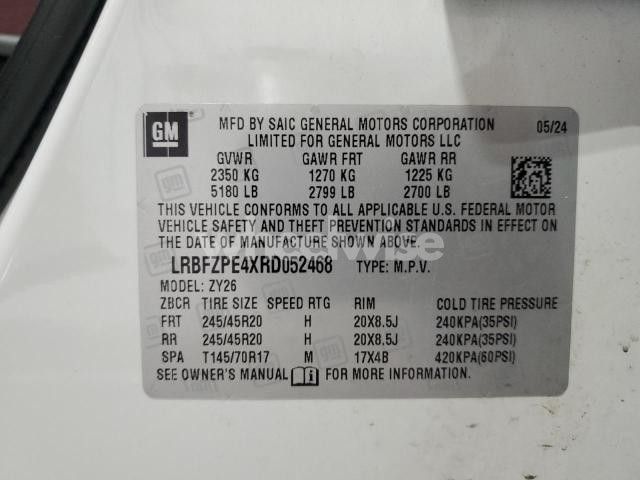 GM
MFD BY SAIC GENERAL MOTORS CORPORATION 05/24
LIMITED FOR GENERAL MOTORS LLC
GVWR GAWR FRT GAWR RR
2350 KG 1270 KG 1225 KG
5180 LB 2799 LB 2700 LB
THIS VEHICLE CONFORMS TO ALL APPLICABLE U.S. FEDERAL MOTOR
VEHICLE SAFETY AND THEFT PREVENTION STANDARDS IN EFFECT ON
THE DATE OF MANUFACTURE SHOWN ABOVE.
LRBFZPE4XRD052468 TYPE: M.P.V.
MODEL: ZY26
ZBCR TIRE SIZE SPEED RTG RIM COLD TIRE PRESSURE
FRT 245/45R20 H 20X8.5J 240KPA(35PSI)
RR 245/45R20 H 20X8.5J 240KPA(35PSI)
SPA T145/70R17 M 17X4B 420KPA(60PSI)
SEE OWNER'S MANUAL FOR MORE INFORMATION.